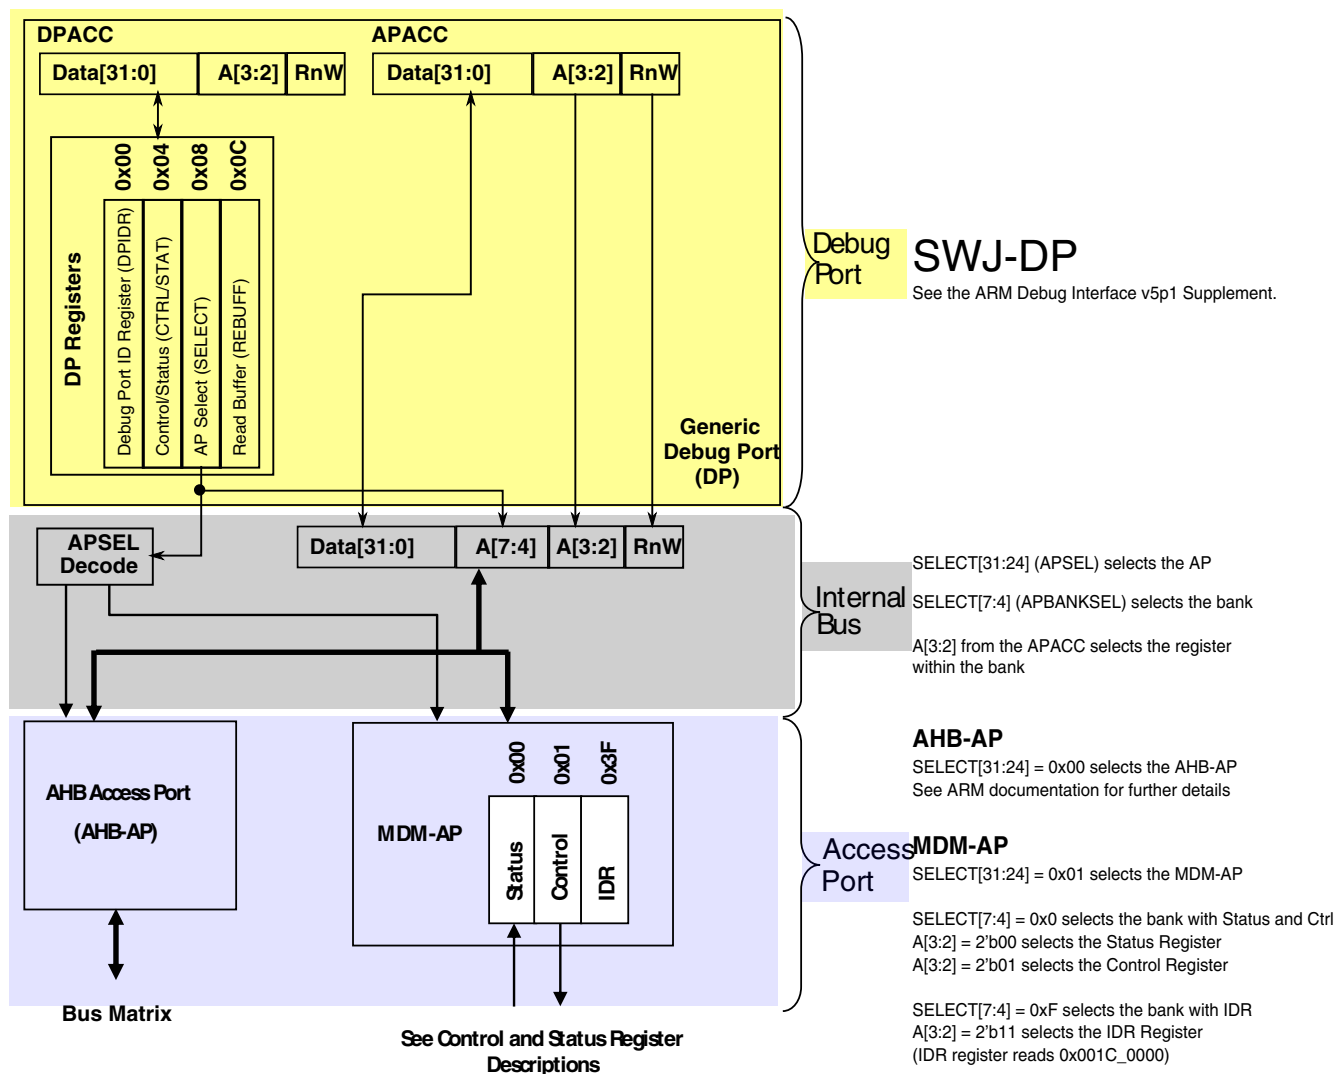 DPACC
Data[31:0] A[3:2] RnW
APACC
Data[31:0] A[3:2] RnW
DP Registers
0x00
0x04
0x08
0x0C
Debug Port ID Register (DPIDR)
Control/Status (CTRL/STAT)
AP Select (SELECT)
Read Buffer (REBUFF)
Generic
Debug Port
(DP)
Debug
Port
SWJ-DP
See the ARM Debug Interface v5p1 Supplement.
APSEL
Decode
Data[31:0] A[7:4] A[3:2] RnW
Internal
Bus
SELECT[31:24] (APSEL) selects the AP
SELECT[7:4] (APBANKSEL) selects the bank
A[3:2] from the APACC selects the register
within the bank
AHB Access Port
(AHB-AP)
Bus Matrix
MDM-AP
0x00
0x01
0x3F
Status
Control
IDR
See Control and Status Register
Descriptions
Access
Port
AHB-AP
SELECT[31:24] = 0x00 selects the AHB-AP
See ARM documentation for further details
MDM-AP
SELECT[31:24] = 0x01 selects the MDM-AP
SELECT[7:4] = 0x0 selects the bank with Status and Ctrl
A[3:2] = 2'b00 selects the Status Register
A[3:2] = 2'b01 selects the Control Register
SELECT[7:4] = 0xF selects the bank with IDR
A[3:2] = 2'b11 selects the IDR Register
(IDR register reads 0x001C_0000)